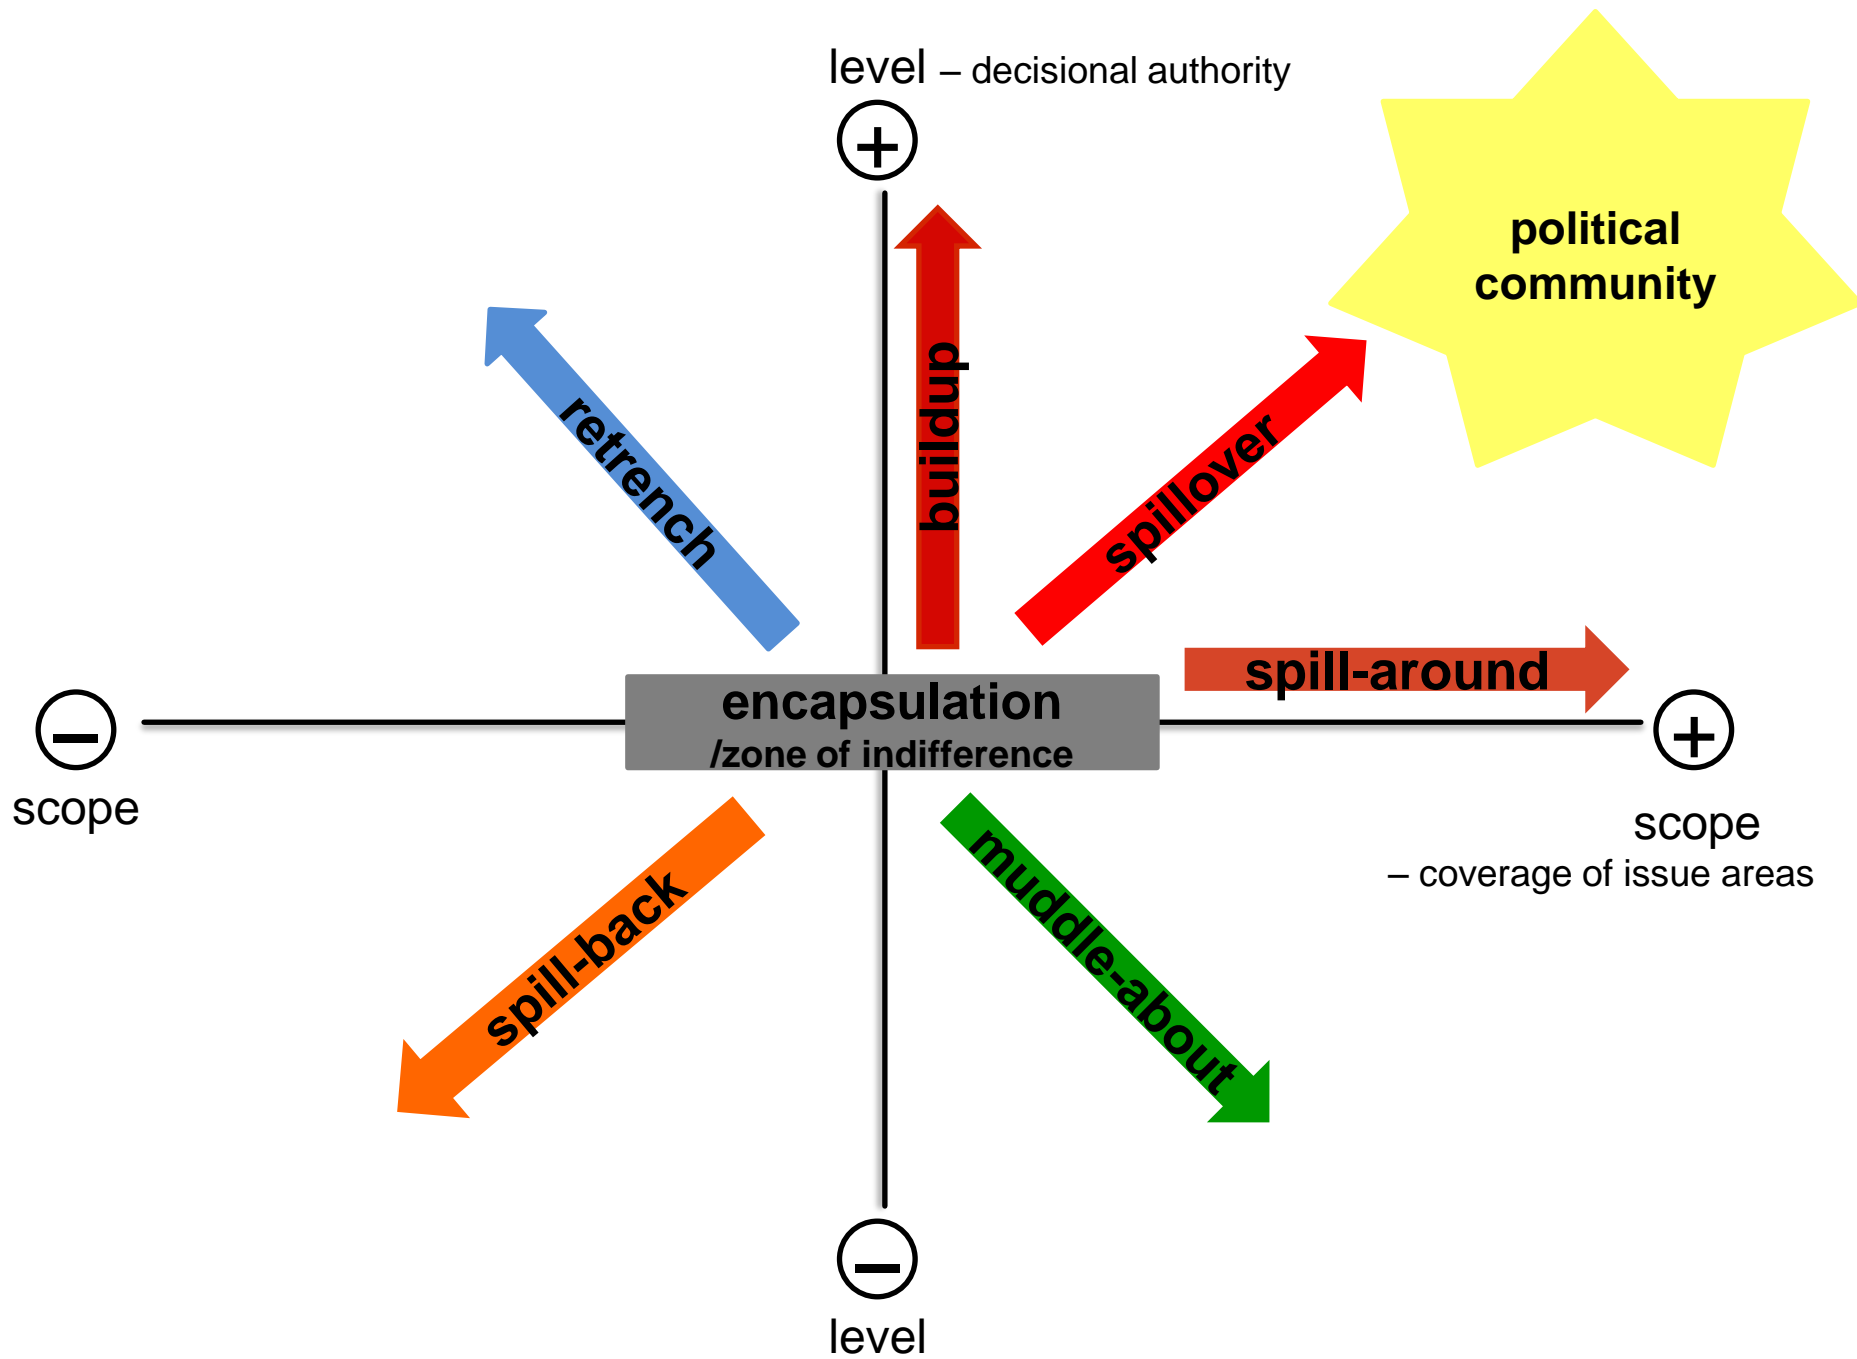 level – decisional authority
+
political
community
buildup
retrench
spillover
spill-around
encapsulation
/zone of indifference
–
+
scope
scope
– coverage of issue areas
spill-back
muddle-about
–
level